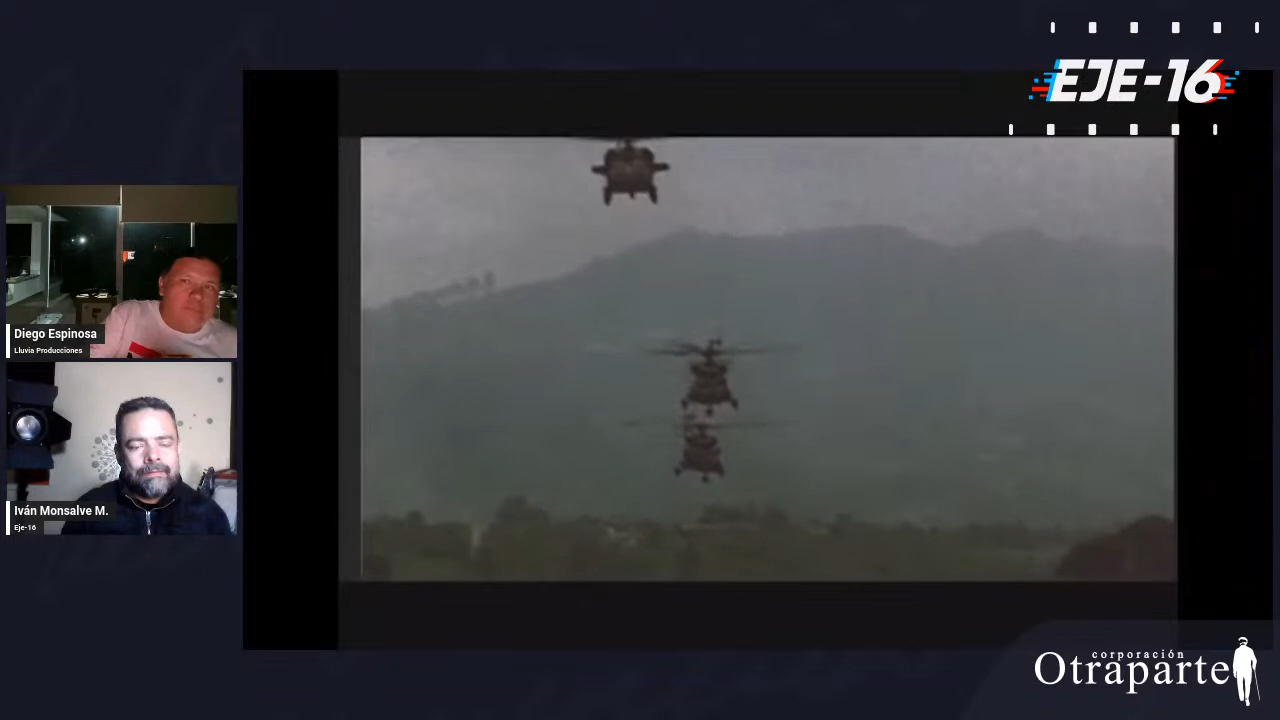 EJE-16
Diego Espinosa
Lluvia Producciones
Iván Monsalve M.
Eje-16
corporación
Otraparte